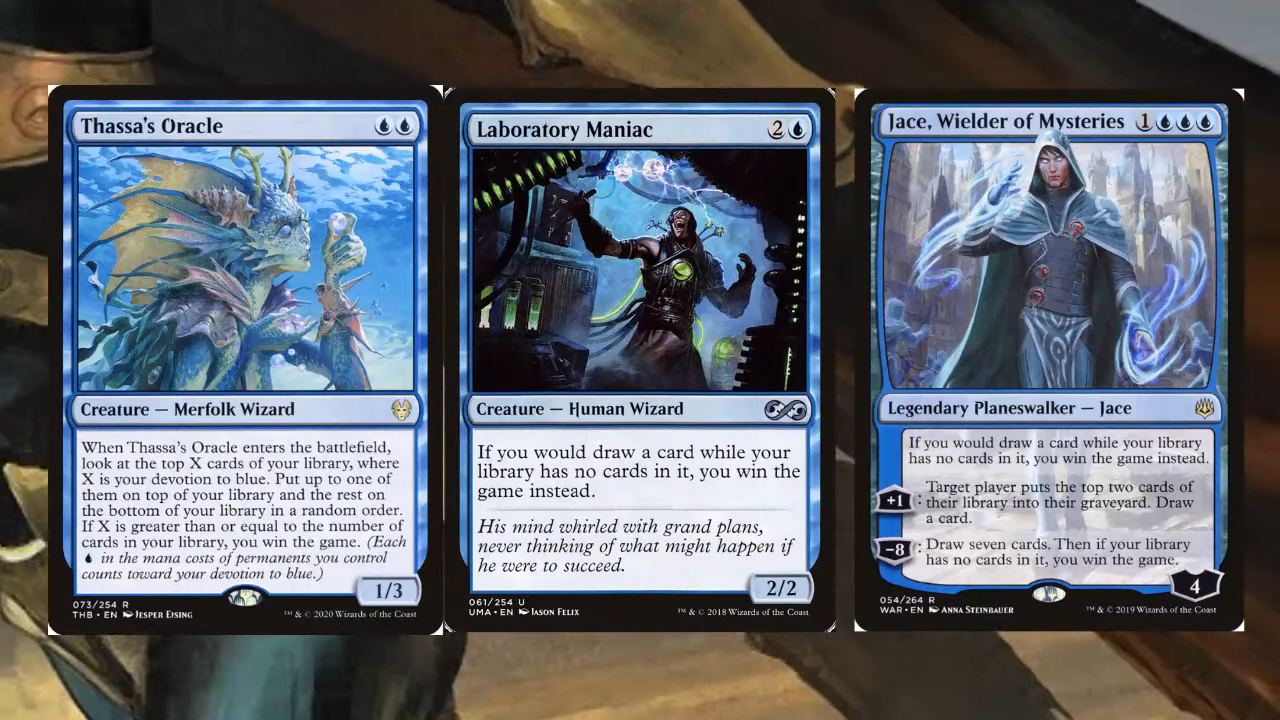 Thassa's Oracle
Creature — Merfolk Wizard
When Thassa's Oracle enters the battlefield,
look at the top X cards of your library, where
X is your devotion to blue. Put up to one of
them on top of your library and the rest on
the bottom of your library in a random order.
If X is greater than or equal to the number of
cards in your library, you win the game. (Each
in the mana costs of permanents you control
counts toward your devotion to blue.)
1/3
073/254 R
THB • EN JESPER EJSING
™ & © 2020 Wizards of the Coast
Laboratory Maniac 2
Creature — Human Wizard
If you would draw a card while your
library has no cards in it, you win the
game instead.
His mind whirled with grand plans,
never thinking of what might happen if
he were to succeed.
2/2
061/254 U
UMA • EN JASON FELIX
™ & © 2018 Wizards of the Coast
Jace, Wielder of Mysteries 1
Legendary Planeswalker — Jace
If you would draw a card while your library
has no cards in it, you win the game instead.
+1 : Target player puts the top two cards of
their library into their graveyard. Draw
a card.
−8 : Draw seven cards. Then if your library
has no cards in it, you win the game.
4
054/264 R
WAR • EN ANNA STEINBAUER
™ & © 2019 Wizards of the Coast